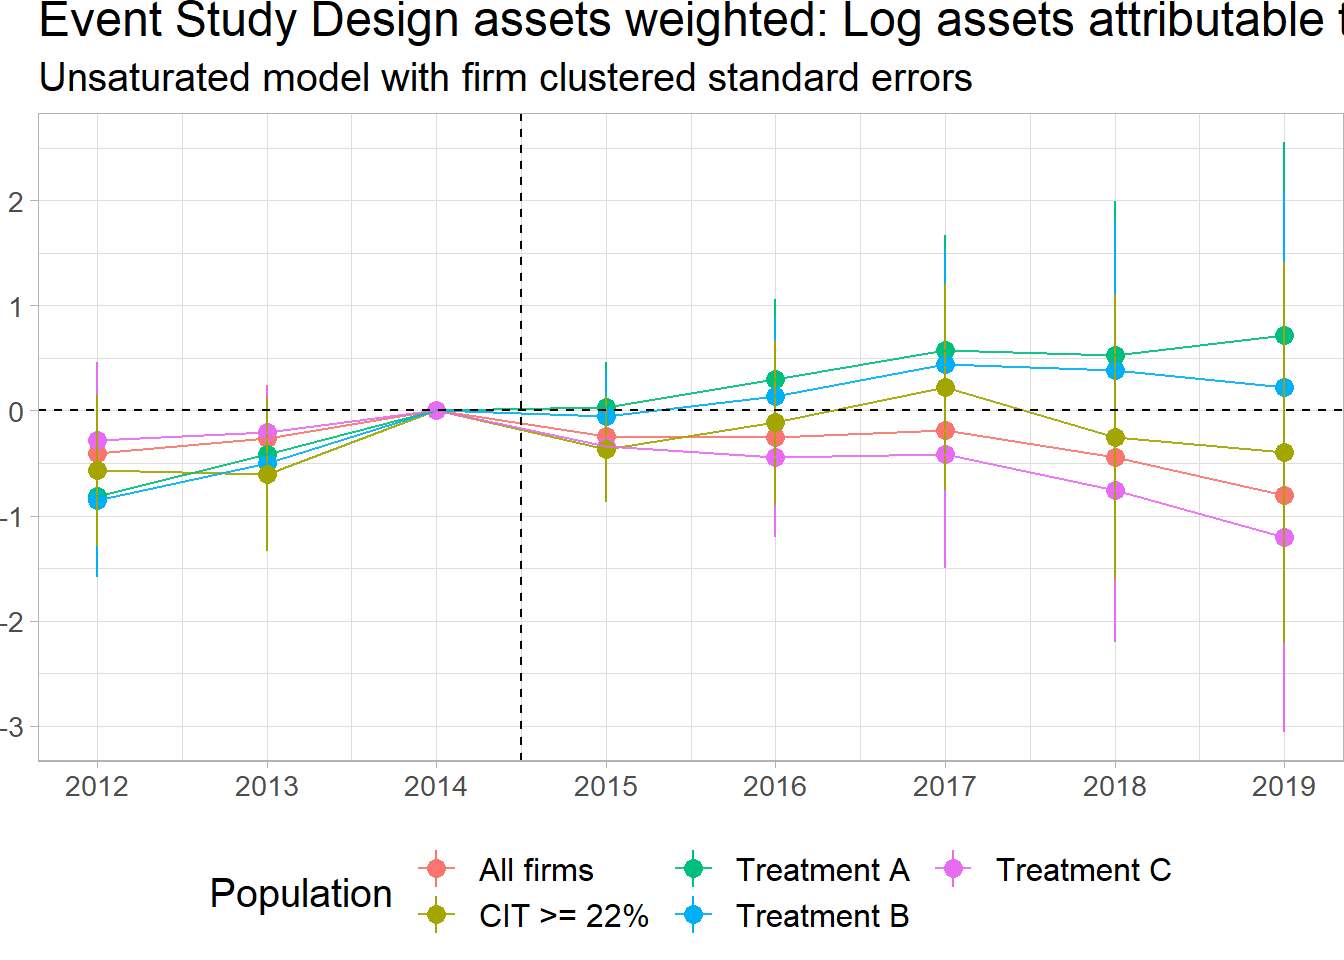 Event Study Design assets weighted: Log assets attributable
Unsaturated model with firm clustered standard errors
2
1
0
-1
-2
-3
2012 2013 2014 2015 2016 2017 2018 2019
Population
All firms Treatment A Treatment C
CIT >= 22% Treatment B